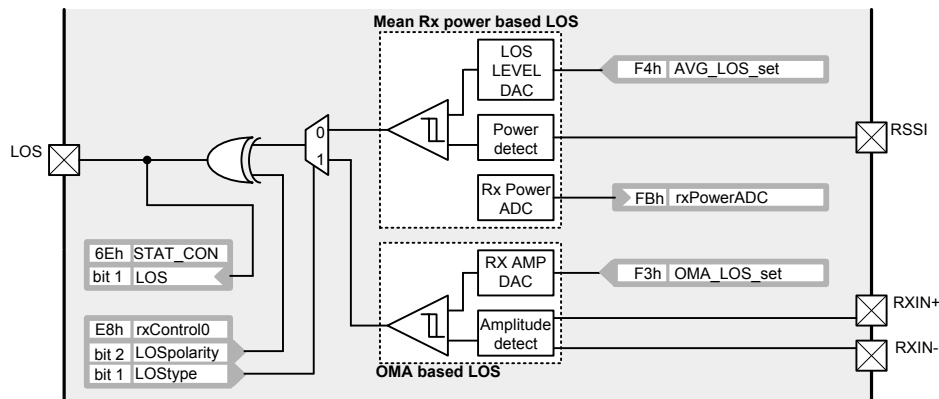 Mean Rx power based LOS
LOS
LEVEL
DAC
F4h AVG_LOS_set
0
1
Power
detect
RSSI
LOS
Rx Power
ADC
FBh rxPowerADC
6Eh STAT_CON
bit 1 LOS
RX AMP
DAC
F3h OMA_LOS_set
RXIN+
E8h rxControl0
bit 2 LOSpolarity
bit 1 LOStype
Amplitude
detect
RXIN-
OMA based LOS